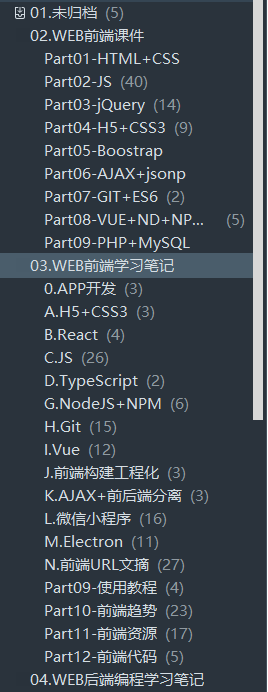 01.未归档 (5)
02.WEB前端课件
Part01-HTML+CSS
Part02-JS (40)
Part03-jQuery (14)
Part04-H5+CSS3 (9)
Part05-Boostrap
Part06-AJAX+jsonp
Part07-GIT+ES6 (2)
Part08-VUE+ND+NP... (5)
Part09-PHP+MySQL
03.WEB前端学习笔记
0.APP开发 (3)
A.H5+CSS3 (3)
B.React (4)
C.JS (26)
D.TypeScript (2)
G.NodeJS+NPM (6)
H.Git (15)
I.Vue (12)
J.前端构建工程化 (3)
K.AJAX+前后端分离 (3)
L.微信小程序 (16)
M.Electron (11)
N.前端URL文摘 (27)
Part09-使用教程 (4)
Part10-前端趋势 (23)
Part11-前端资源 (17)
Part12-前端代码 (5)
04.WEB后端编程学习笔记